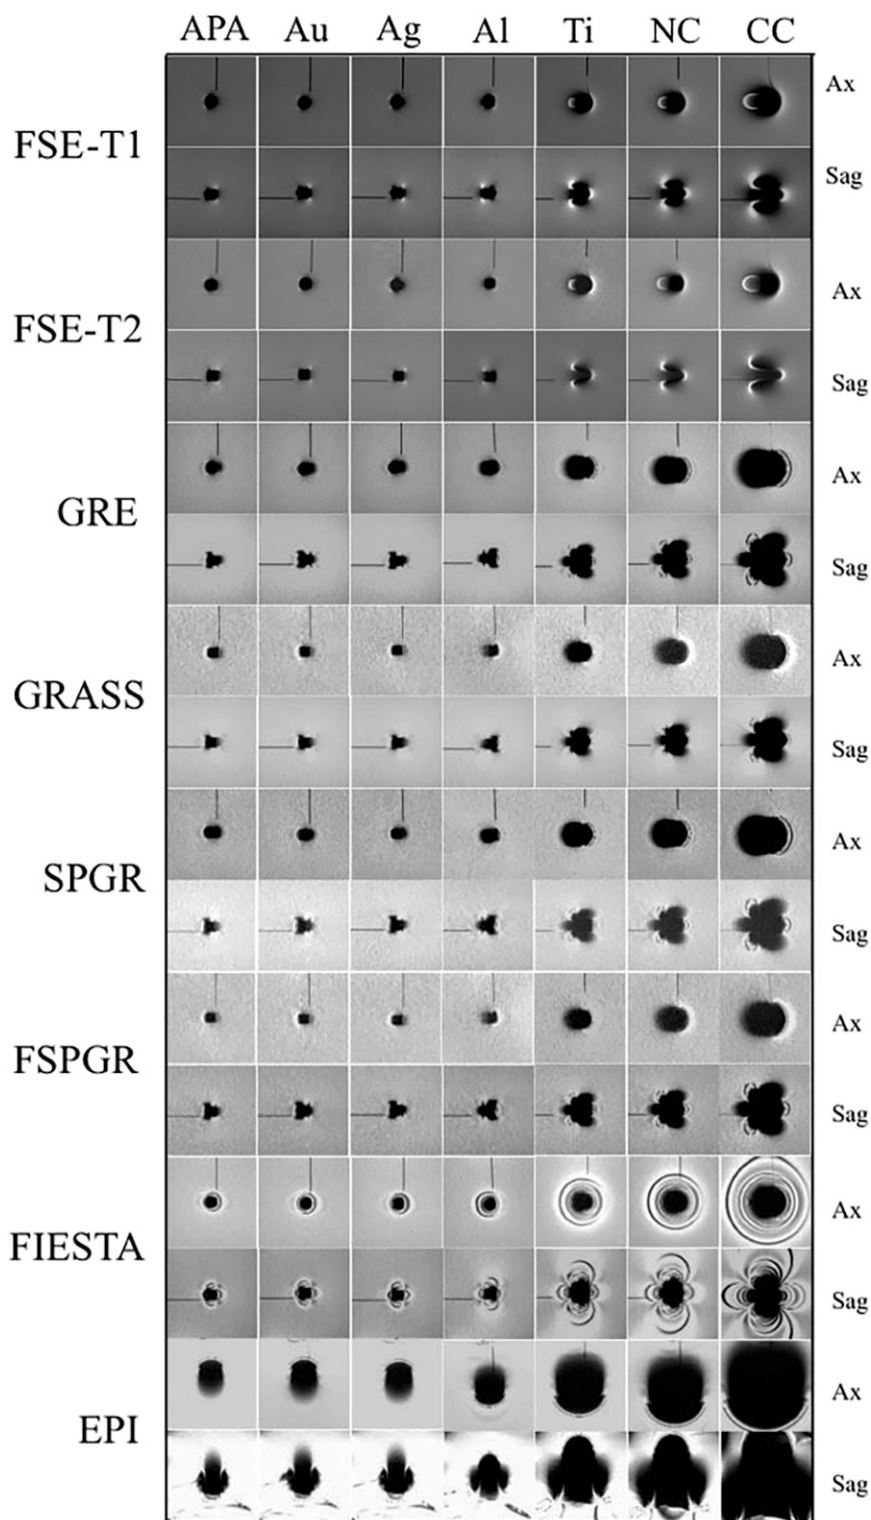 APA Au Ag Al Ti NC CC
FSE-T1 Ax
Sag
FSE-T2 Ax
Sag
GRE Ax
Sag
GRASS Ax
Sag
SPGR Ax
Sag
FSPGR Ax
Sag
FIESTA Ax
Sag
EPI Ax
Sag